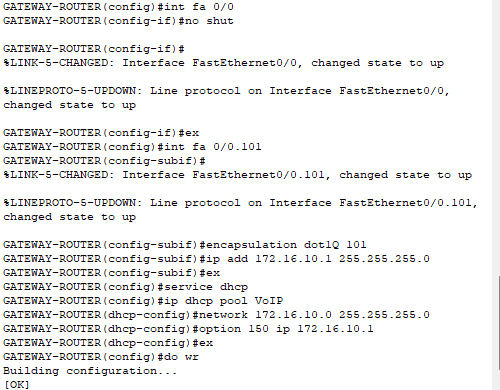 GATEWAY-ROUTER(config)#int fa 0/0
GATEWAY-ROUTER(config-if)#no shut
GATEWAY-ROUTER(config-if)#
%LINK-5-CHANGED: Interface FastEthernet0/0, changed state to up
%LINEPROTO-5-UPDOWN: Line protocol on Interface FastEthernet0/0,
changed state to up
GATEWAY-ROUTER(config-if)#ex
GATEWAY-ROUTER(config)#int fa 0/0.101
GATEWAY-ROUTER(config-subif)#
%LINK-5-CHANGED: Interface FastEthernet0/0.101, changed state to up
%LINEPROTO-5-UPDOWN: Line protocol on Interface FastEthernet0/0.101,
changed state to up
GATEWAY-ROUTER(config-subif)#encapsulation dot1Q 101
GATEWAY-ROUTER(config-subif)#ip add 172.16.10.1 255.255.255.0
GATEWAY-ROUTER(config-subif)#ex
GATEWAY-ROUTER(config)#service dhcp
GATEWAY-ROUTER(config)#ip dhcp pool VoIP
GATEWAY-ROUTER(dhcp-config)#network 172.16.10.0 255.255.255.0
GATEWAY-ROUTER(dhcp-config)#option 150 ip 172.16.10.1
GATEWAY-ROUTER(dhcp-config)#ex
GATEWAY-ROUTER(config)#do wr
Building configuration...
[OK]